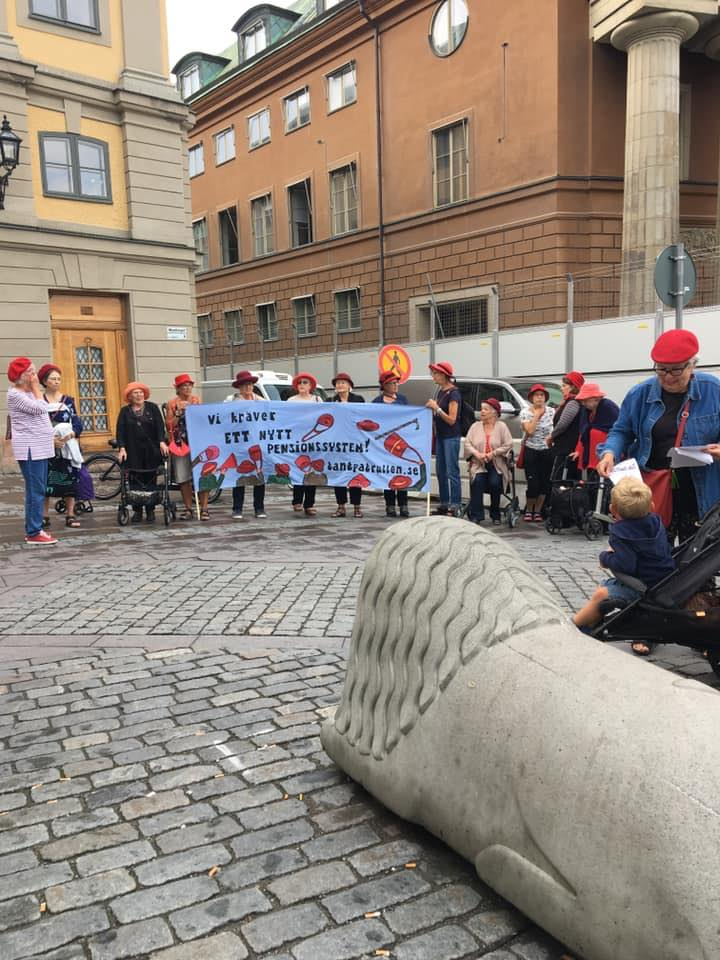 Vi kräver
ETT NYTT
PENSIONSSYSTEM!
tantpatrullen.se